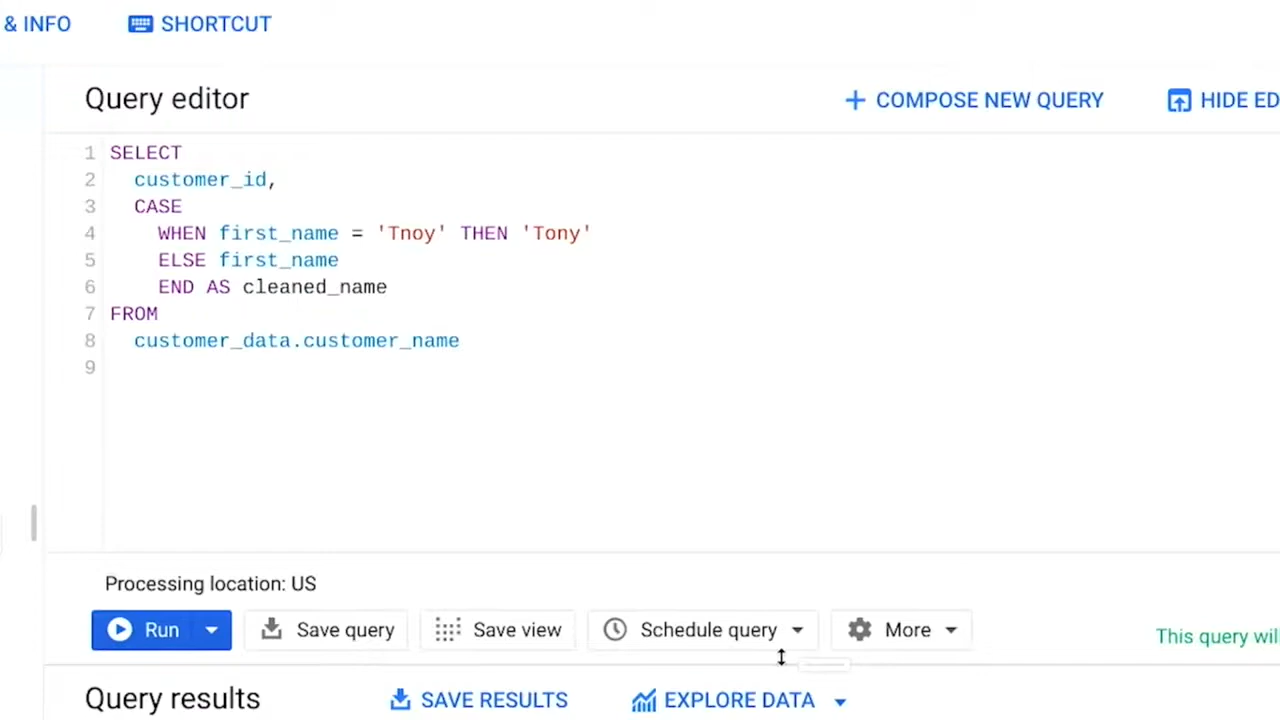 & INFO SHORTCUT
Query editor COMPOSE NEW QUERY HIDE ED
1 SELECT
2 customer_id,
3 CASE
4 WHEN first_name = 'Tnoy' THEN 'Tony'
5 ELSE first_name
6 END AS cleaned_name
7 FROM
8 customer_data.customer_name
9
Processing location: US
Run Save query Save view Schedule query More This query will
Query results SAVE RESULTS EXPLORE DATA